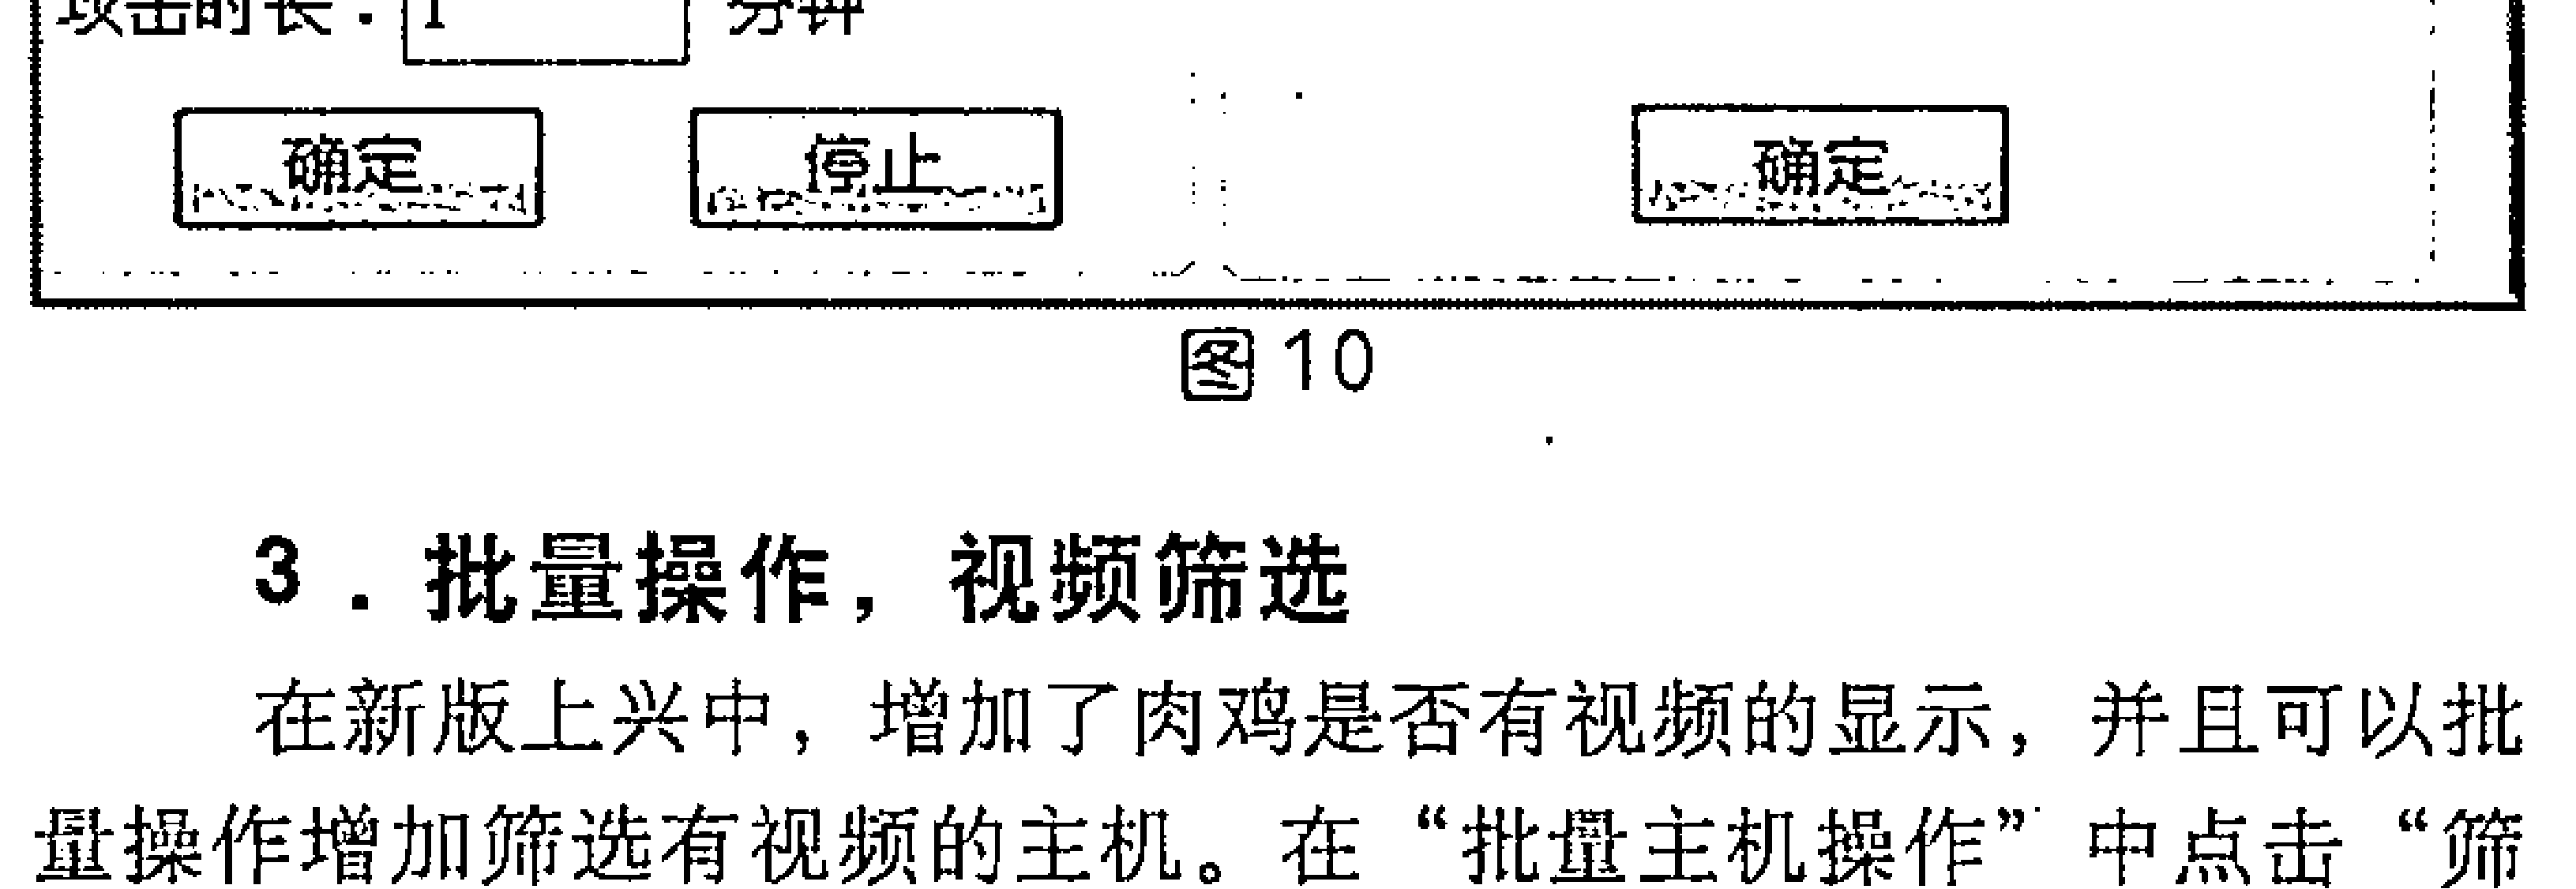 攻击时长：1 分钟
确定 停止 确定
图10
3．批量操作，视频筛选
在新版上兴中，增加了肉鸡是否有视频的显示，并且可以批
量操作增加筛选有视频的主机。在“批量主机操作”中点击“筛